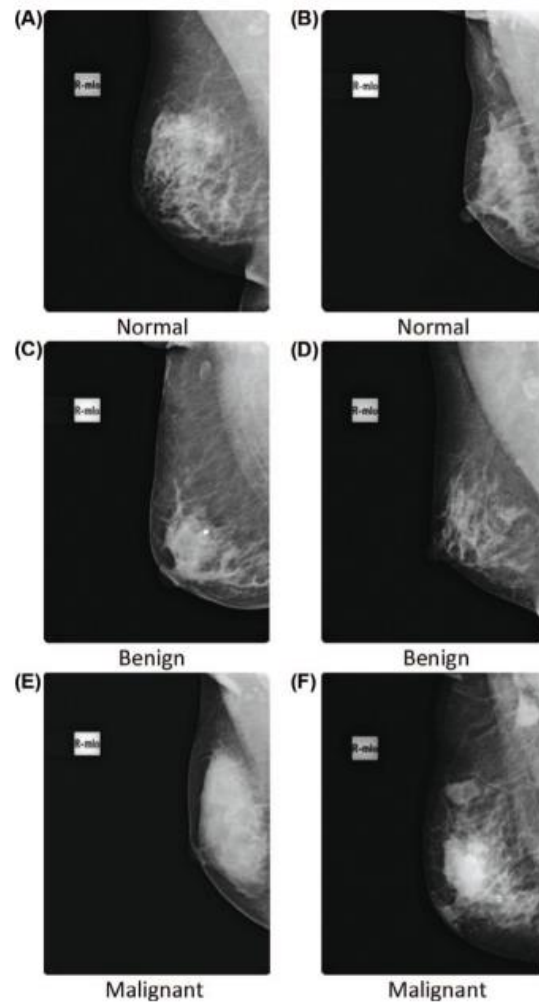 (A)
(B)
R-mlo
R-mlo
Normal
Normal
(C)
(D)
R-mlo
R-mlo
Benign
Benign
(E)
(F)
R-mlo
R-mlo
Malignant
Malignant